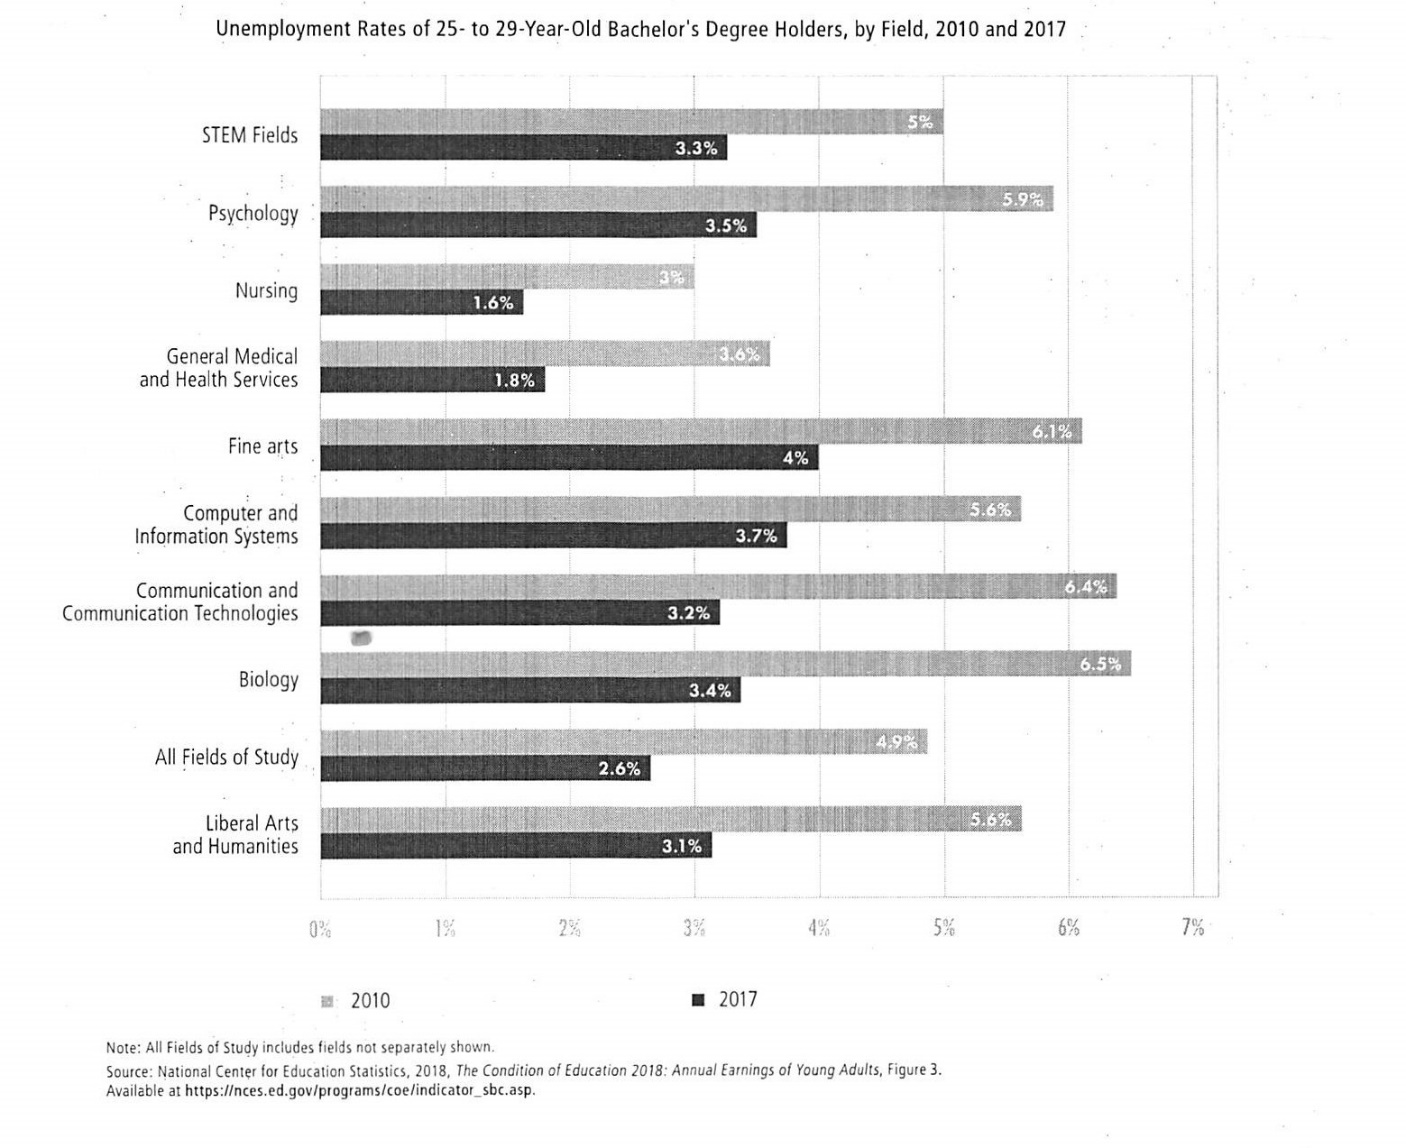 Unemployment Rates of 25- to 29-Year-Old Bachelor's Degree Holders, by Field, 2010 and 2017
STEM Fields
5%
3.3%
Psychology
5.9%
3.5%
Nursing
3%
1.6%
General Medical
and Health Services
3.6%
1.8%
Fine arts
6.1%
4%
Computer and
Information Systems
5.6%
3.7%
Communication and
Communication Technologies
6.4%
3.2%
Biology
6.5%
3.4%
All Fields of Study
4.9%
2.6%
Liberal Arts
and Humanities
5.6%
3.1%
0% 1% 2% 3% 4% 5% 6% 7%
2010 2017
Note: All Fields of Study includes fields not separately shown.
Source: National Center for Education Statistics, 2018, The Condition of Education 2018: Annual Earnings of Young Adults, Figure 3.
Available at https://nces.ed.gov/programs/coe/indicator_sbc.asp.